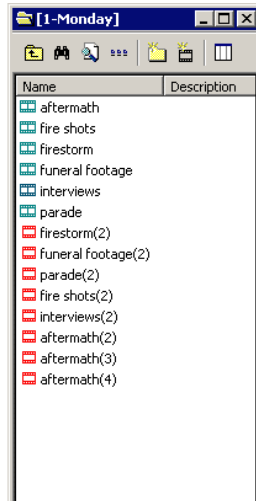 [1-Monday]
Name Description
aftermath
fire shots
firestorm
funeral footage
interviews
parade
firestorm(2)
funeral footage(2)
parade(2)
fire shots(2)
interviews(2)
aftermath(2)
aftermath(3)
aftermath(4)